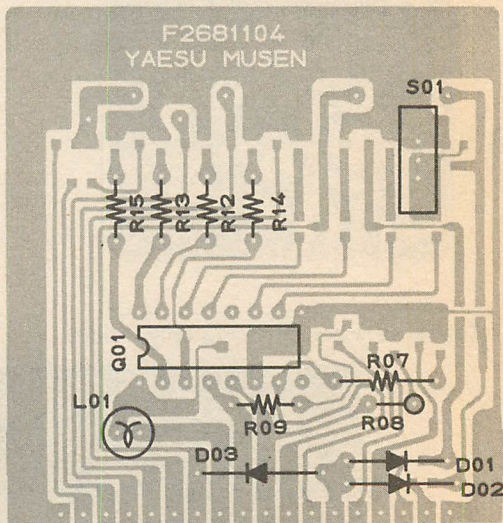 F2681104
YAESU MUSEN
S01
R15
R13
R12
R14
Q01
R07
L01
R09
R08
D03
D01
D02